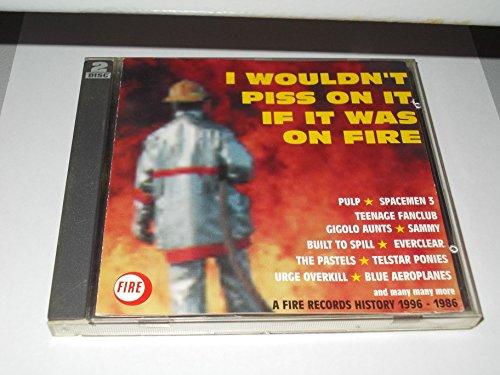 2
DISC
I WOULDN'T
PISS ON IT
IF IT WAS
ON FIRE
PULP ★ SPACEMEN 3
TEENAGE FANCLUB
GIGOLO AUNTS ★ SAMMY
BUILT TO SPILL ★ EVERCLEAR
THE PASTELS ★ TELSTAR PONIES
URGE OVERKILL ★ BLUE AEROPLANES
and many many more
FIRE
A FIRE RECORDS HISTORY 1996 - 1986